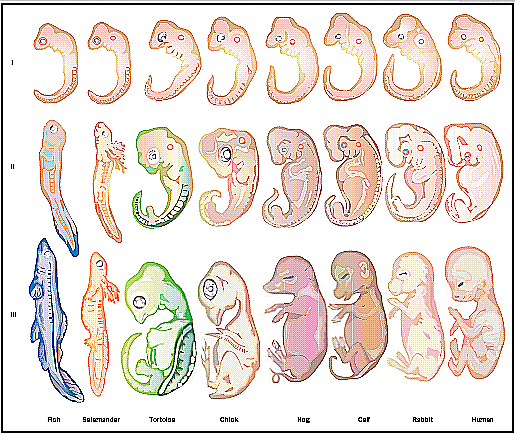 I
II
III
Fish Salamander Tortoise Chick Hog Calf Rabbit Human